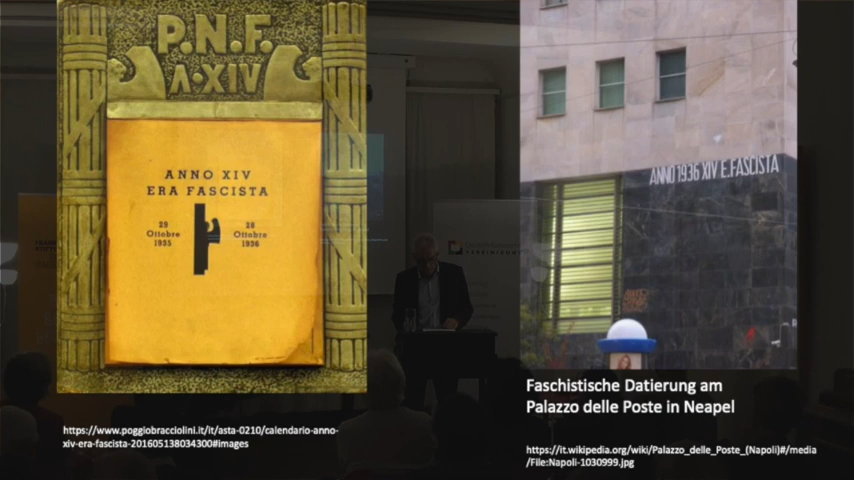 P.N.F.
A·XIV
ANNO XIV
ERA FASCISTA
29
Ottobre
1935
28
Ottobre
1936
ANNO 1936 XIV E.FASCISTA
Faschistische Datierung am
Palazzo delle Poste in Neapel
https://www.poggiobracciolini.it/it/asta-0210/calendario-anno-
xiv-era-fascista-201605138034300#images
https://it.wikipedia.org/wiki/Palazzo_delle_Poste_(Napoli)#/media
/File:Napoli-1030999.jpg